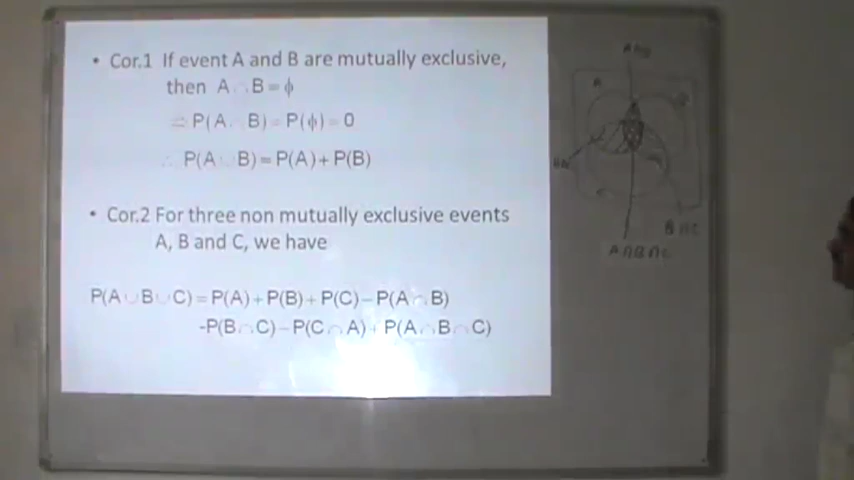 • Cor.1 If event A and B are mutually exclusive,
then A ∩ B = ϕ
⇒ P(A ∩ B) = P(ϕ) = 0
∴ P(A ∪ B) = P(A) + P(B)
• Cor.2 For three non mutually exclusive events
A, B and C, we have
P(A ∪ B ∪ C) = P(A) + P(B) + P(C) – P(A ∩ B)
-P(B ∩ C) – P(C ∩ A) + P(A ∩ B ∩ C)
A
B ∩ C
A ∩ B ∩ C